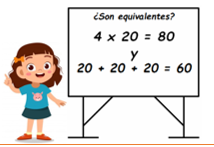 ¿Son equivalentes?
4 x 20 = 80
y
20 + 20 + 20 = 60